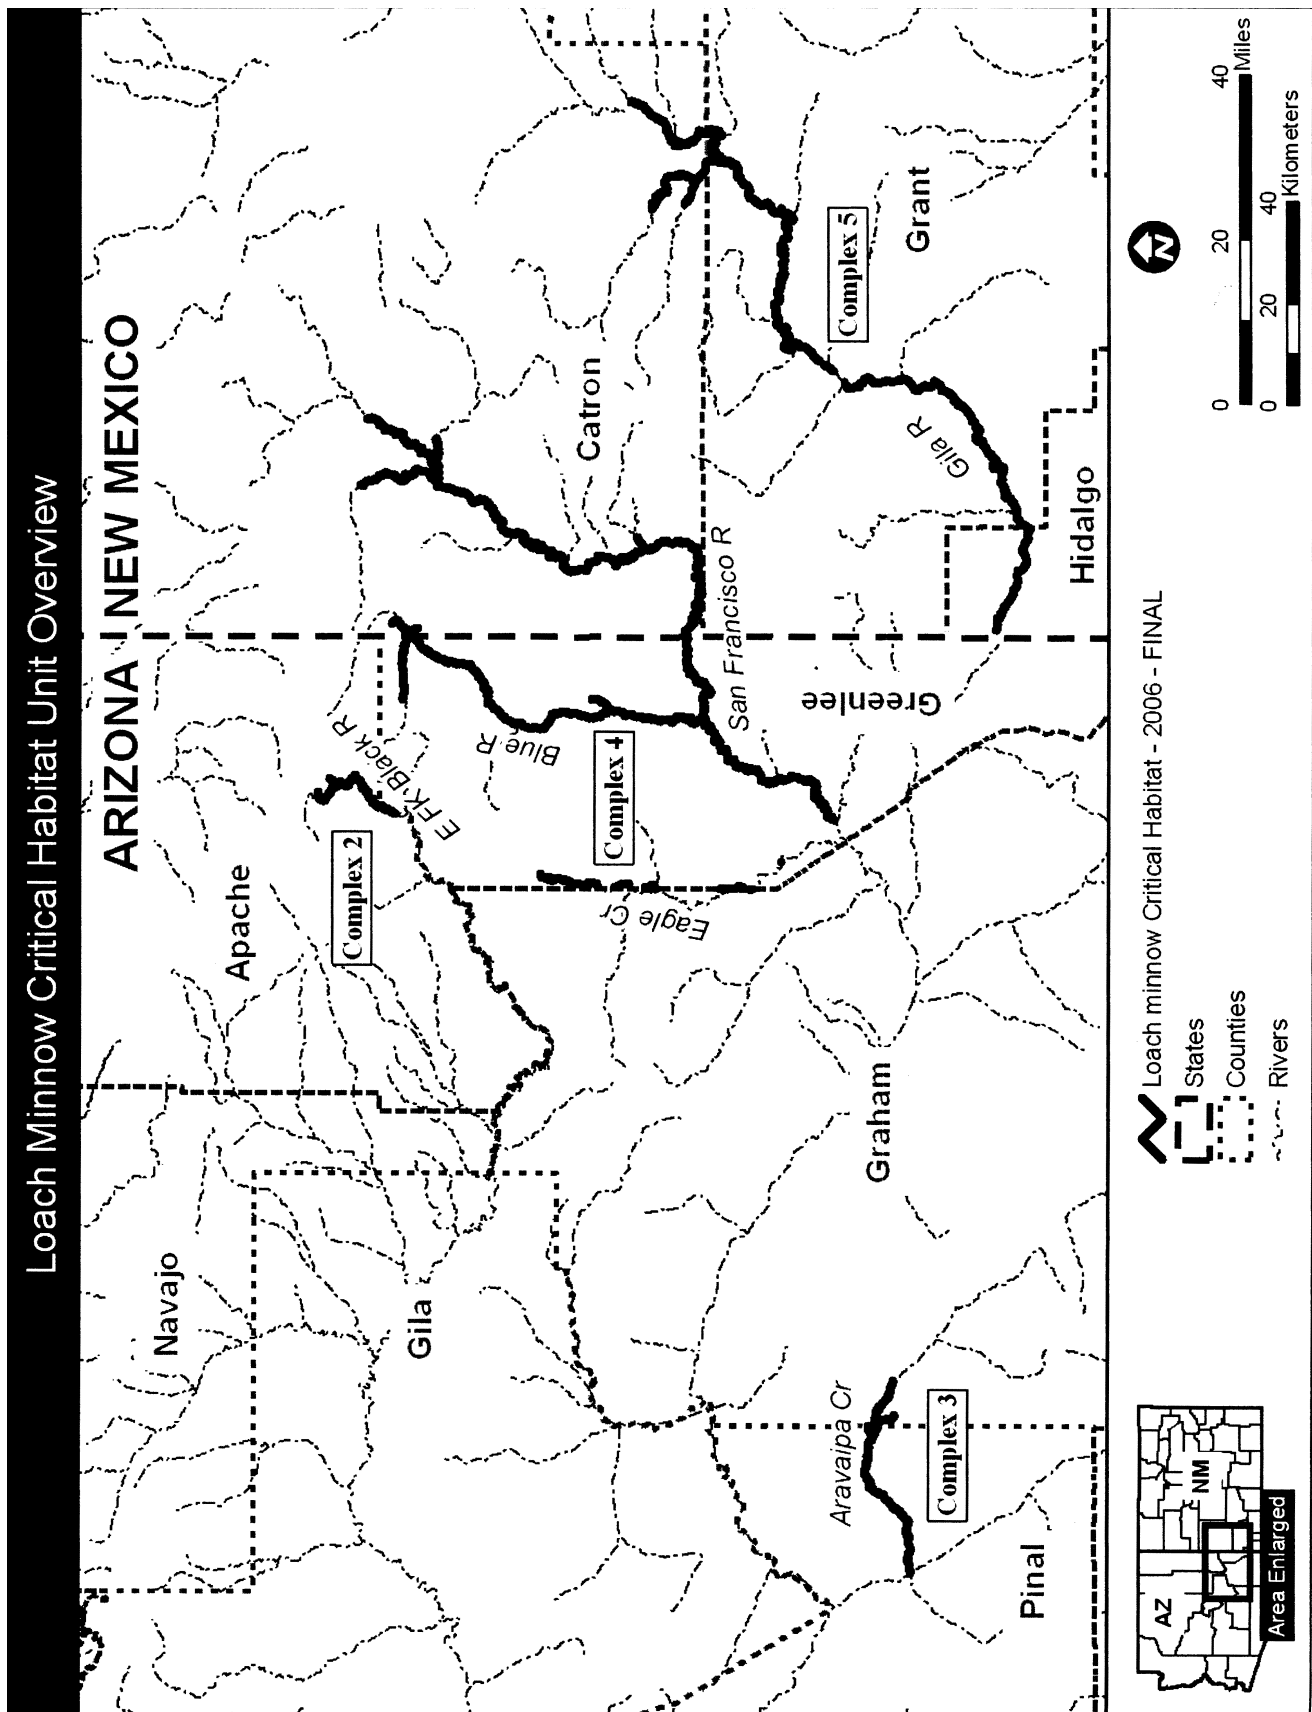 Loach Minnow Critical Habitat Unit Overview
ARIZONA
NEW MEXICO
Navajo
Apache
Gila
Complex 2
E Fk Black R
Blue R
Catron
Complex 4
Eagle Cr
San Francisco R
Greenlee
Graham
Grant
Complex 5
Gila R
Hidalgo
Aravaipa Cr
Complex 3
Pinal
AZ
NM
Area Enlarged
Loach minnow Critical Habitat - 2006 - FINAL
States
Counties
Rivers
N
0 20 40
Miles
0 20 40
Kilometers